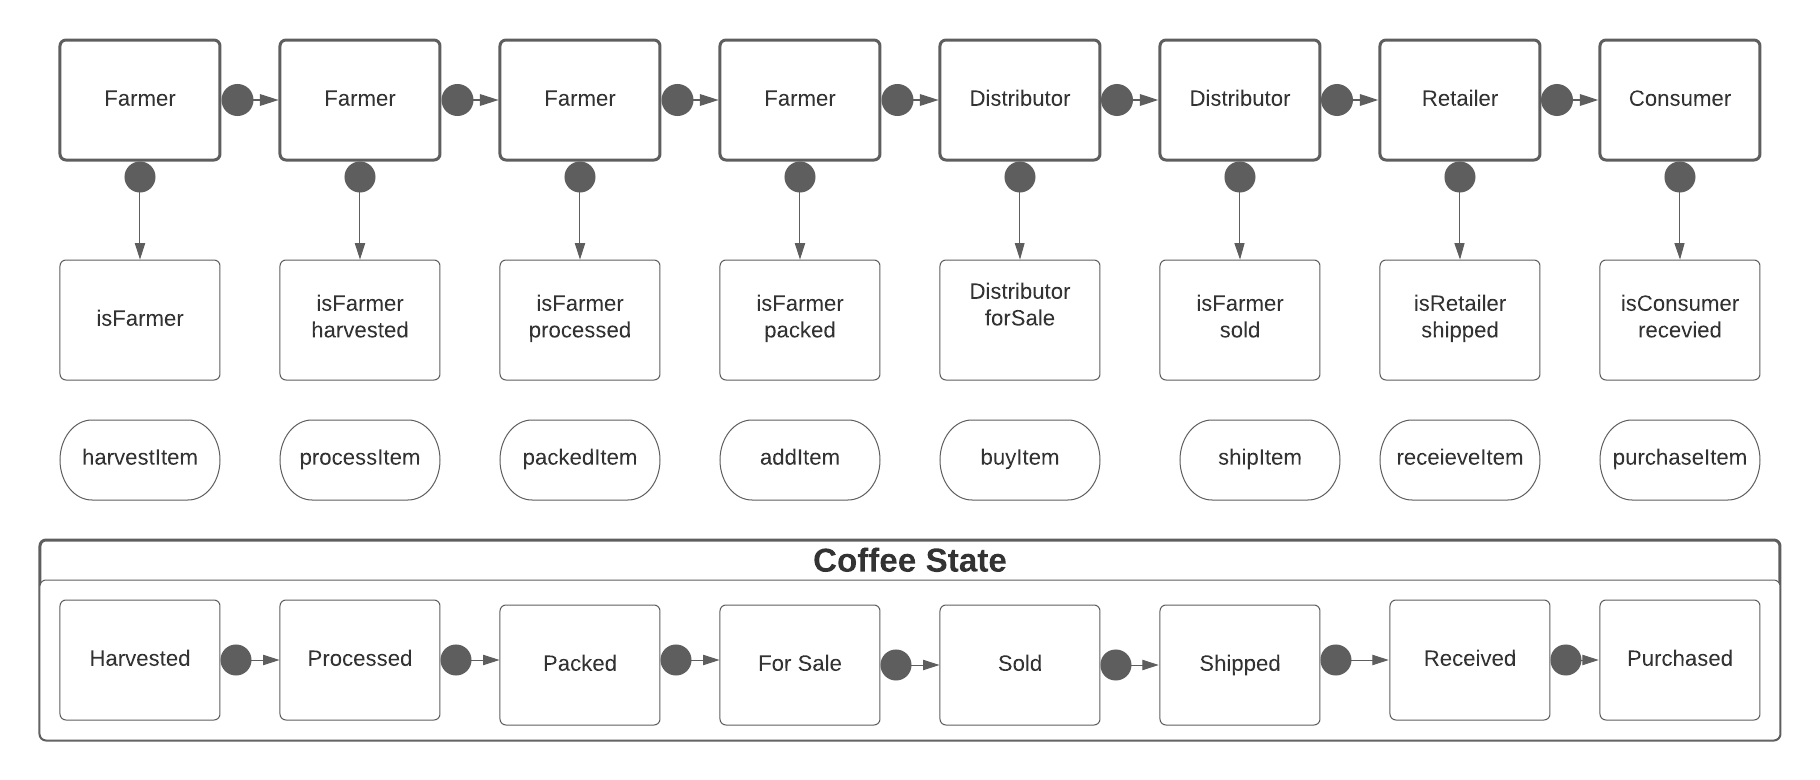 Farmer
Farmer
Farmer
Farmer
Distributor
Distributor
Retailer
Consumer
isFarmer
isFarmer
harvested
isFarmer
processed
isFarmer
packed
Distributor
forSale
isFarmer
sold
isRetailer
shipped
isConsumer
recevied
harvestItem
processItem
packedItem
addItem
buyItem
shipItem
receieveItem
purchaseItem
Coffee State
Harvested
Processed
Packed
For Sale
Sold
Shipped
Received
Purchased